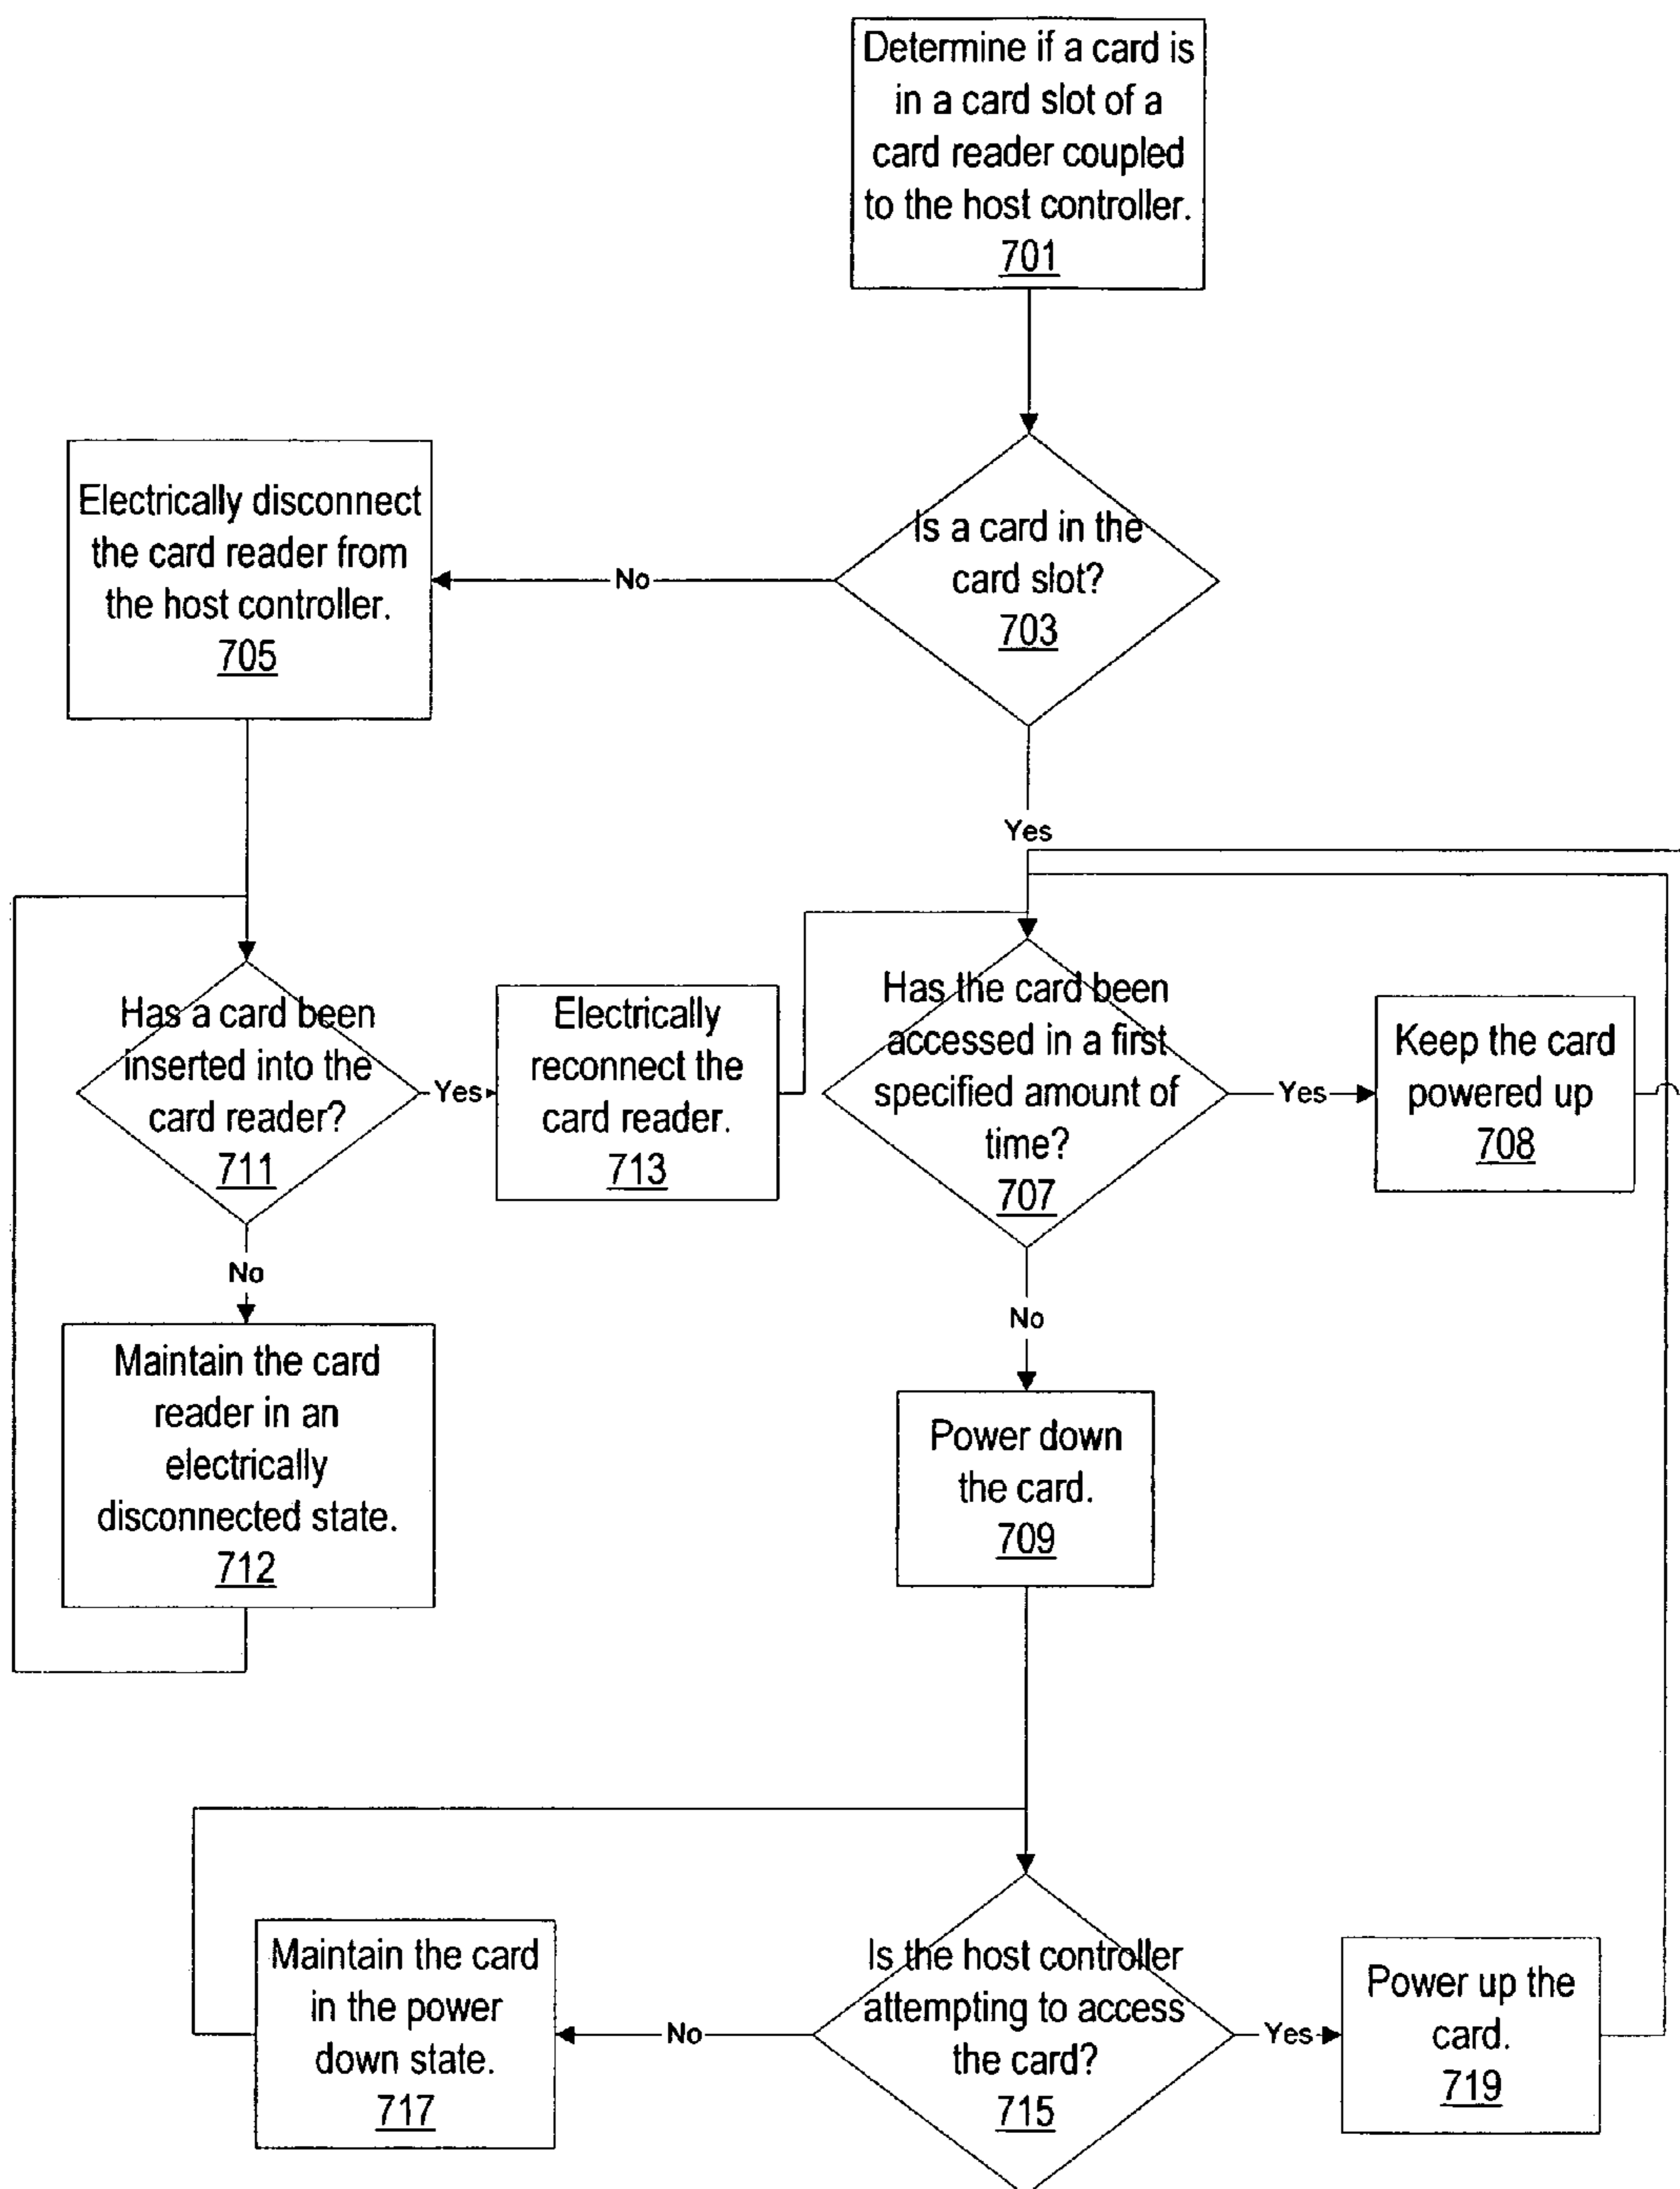 Determine if a card is
in a card slot of a
card reader coupled
to the host controller.
701
Is a card in the
card slot?
703
No
Electrically disconnect
the card reader from
the host controller.
705
Yes
Has a card been
inserted into the
card reader?
711
Yes
Electrically
reconnect the
card reader.
713
Has the card been
accessed in a first
specified amount of
time?
707
Yes
Keep the card
powered up
708
No
Maintain the card
reader in an
electrically
disconnected state.
712
No
Power down
the card.
709
Is the host controller
attempting to access
the card?
715
No
Maintain the card
in the power
down state.
717
Yes
Power up the
card.
719